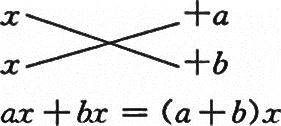 x +a
x +b
ax + bx = (a+b)x